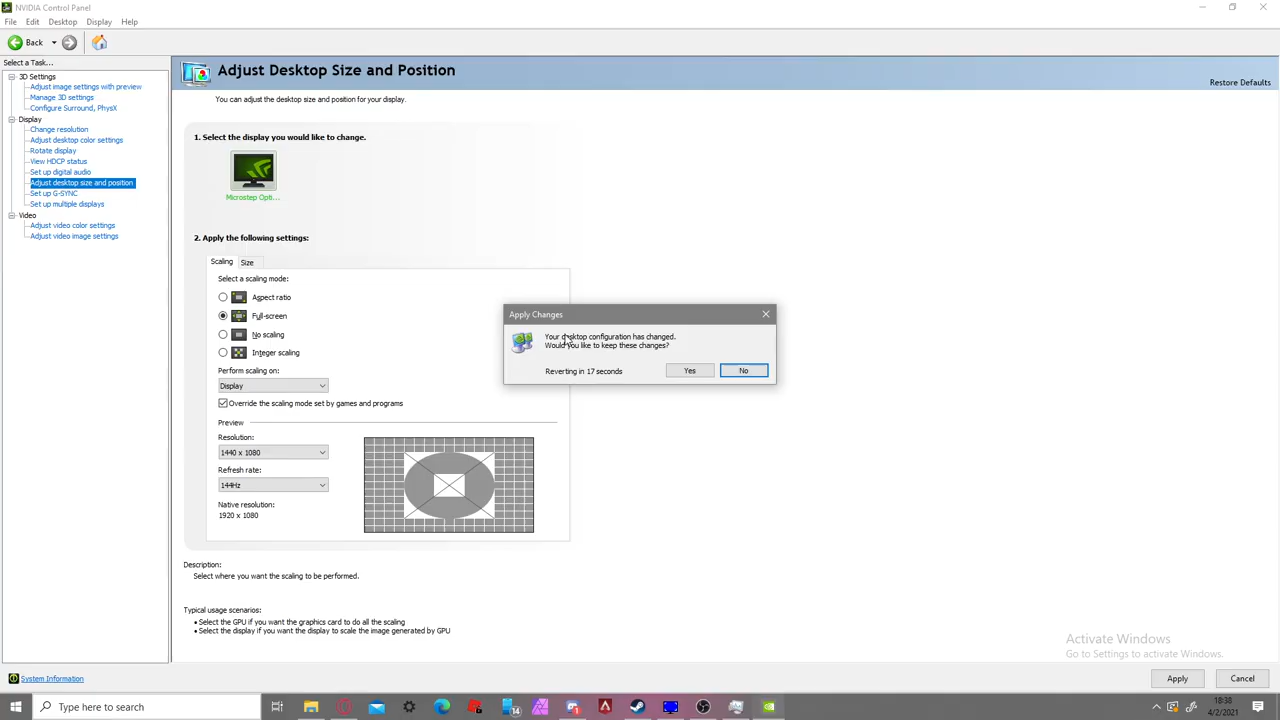 NVIDIA Control Panel
File Edit Desktop Display Help
Back
Select a Task...
3D Settings
Adjust image settings with preview
Manage 3D settings
Configure Surround, PhysX
Display
Change resolution
Adjust desktop color settings
Rotate display
View HDCP status
Set up digital audio
Adjust desktop size and position
Set up G-SYNC
Set up multiple displays
Video
Adjust video color settings
Adjust video image settings
Adjust Desktop Size and Position
Restore Defaults
You can adjust the desktop size and position for your display.
1. Select the display you would like to change.
Microstep Opti...
2. Apply the following settings:
Scaling Size
Select a scaling mode:
Aspect ratio
Full-screen
No scaling
Integer scaling
Perform scaling on:
Display
Override the scaling mode set by games and programs
Preview
Resolution:
1440 x 1080
Refresh rate:
144Hz
Native resolution:
1920 x 1080
Apply Changes
Your desktop configuration has changed.
Would you like to keep these changes?
Reverting in 17 seconds
Yes
No
Description:
Select where you want the scaling to be performed.
Typical usage scenarios:
• Select the GPU if you want the graphics card to do all the scaling
• Select the display if you want the display to scale the image generated by GPU
Activate Windows
Go to Settings to activate Windows.
System Information
Apply
Cancel
Type here to search
14
1
18:38
4/2/2021